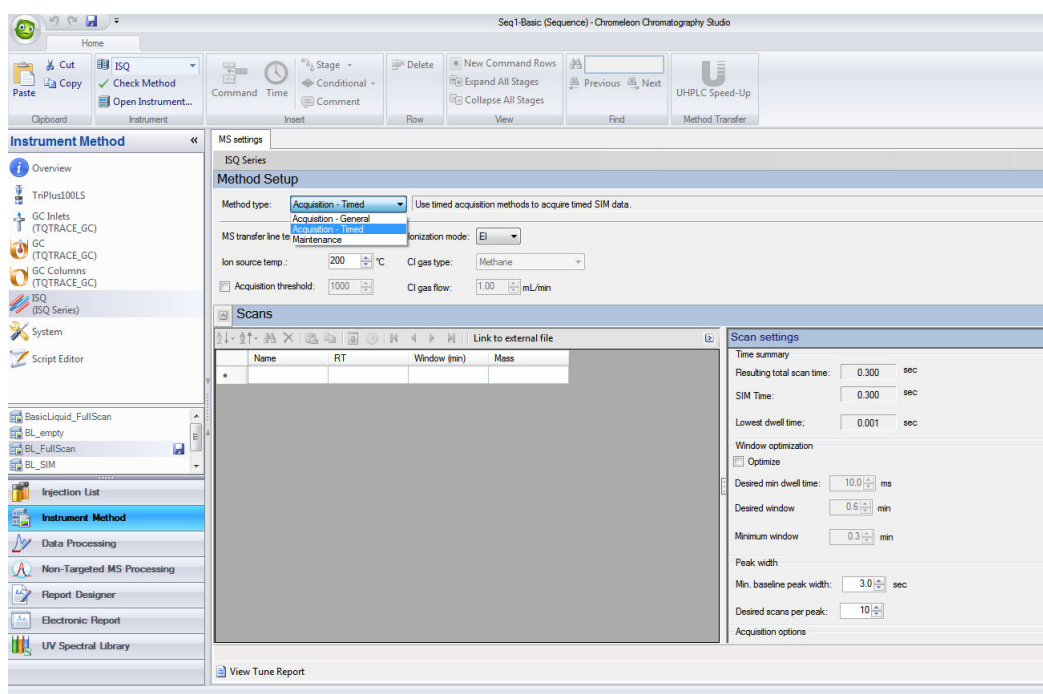 Seq1-Basic (Sequence) - Chromeleon Chromatography Studio
Home
Paste
Cut
Copy
Clipboard
ISQ
Check Method
Open Instrument...
Instrument
Command
Time
Stage
Conditional
Comment
Insert
Delete
Row
New Command Rows
Expand All Stages
Collapse All Stages
View
Previous
Next
Find
UHPLC Speed-Up
Method Transfer
Instrument Method «
Overview
TriPlus100LS
GC Inlets
(TQTRACE_GC)
GC
(TQTRACE_GC)
GC Columns
(TQTRACE_GC)
ISQ
(ISQ Series)
System
Script Editor
BasicLiquid_FullScan
BL_empty
BL_FullScan
BL_SIM
Injection List
Instrument Method
Data Processing
Non-Targeted MS Processing
Report Designer
Electronic Report
UV Spectral Library
MS settings
ISQ Series
Method Setup
Method type: Acquisition - Timed Use timed acquisition methods to acquire timed SIM data.
Acquisition - General
Acquisition - Timed
Maintenance
MS transfer line te Ionization mode: EI
Ion source temp.: 200 °C CI gas type: Methane
Acquisition threshold: 1000 CI gas flow: 1.00 mL/min
Scans
Link to external file
Name RT Window (min) Mass
*
Scan settings
Time summary
Resulting total scan time: 0.300 sec
SIM Time: 0.300 sec
Lowest dwell time; 0.001 sec
Window optimization
Optimize
Desired min dwell time: 10.0 ms
Desired window 0.6 min
Minimum window 0.3 min
Peak width
Min. baseline peak width: 3.0 sec
Desired scans per peak: 10
Acquisition options
View Tune Report